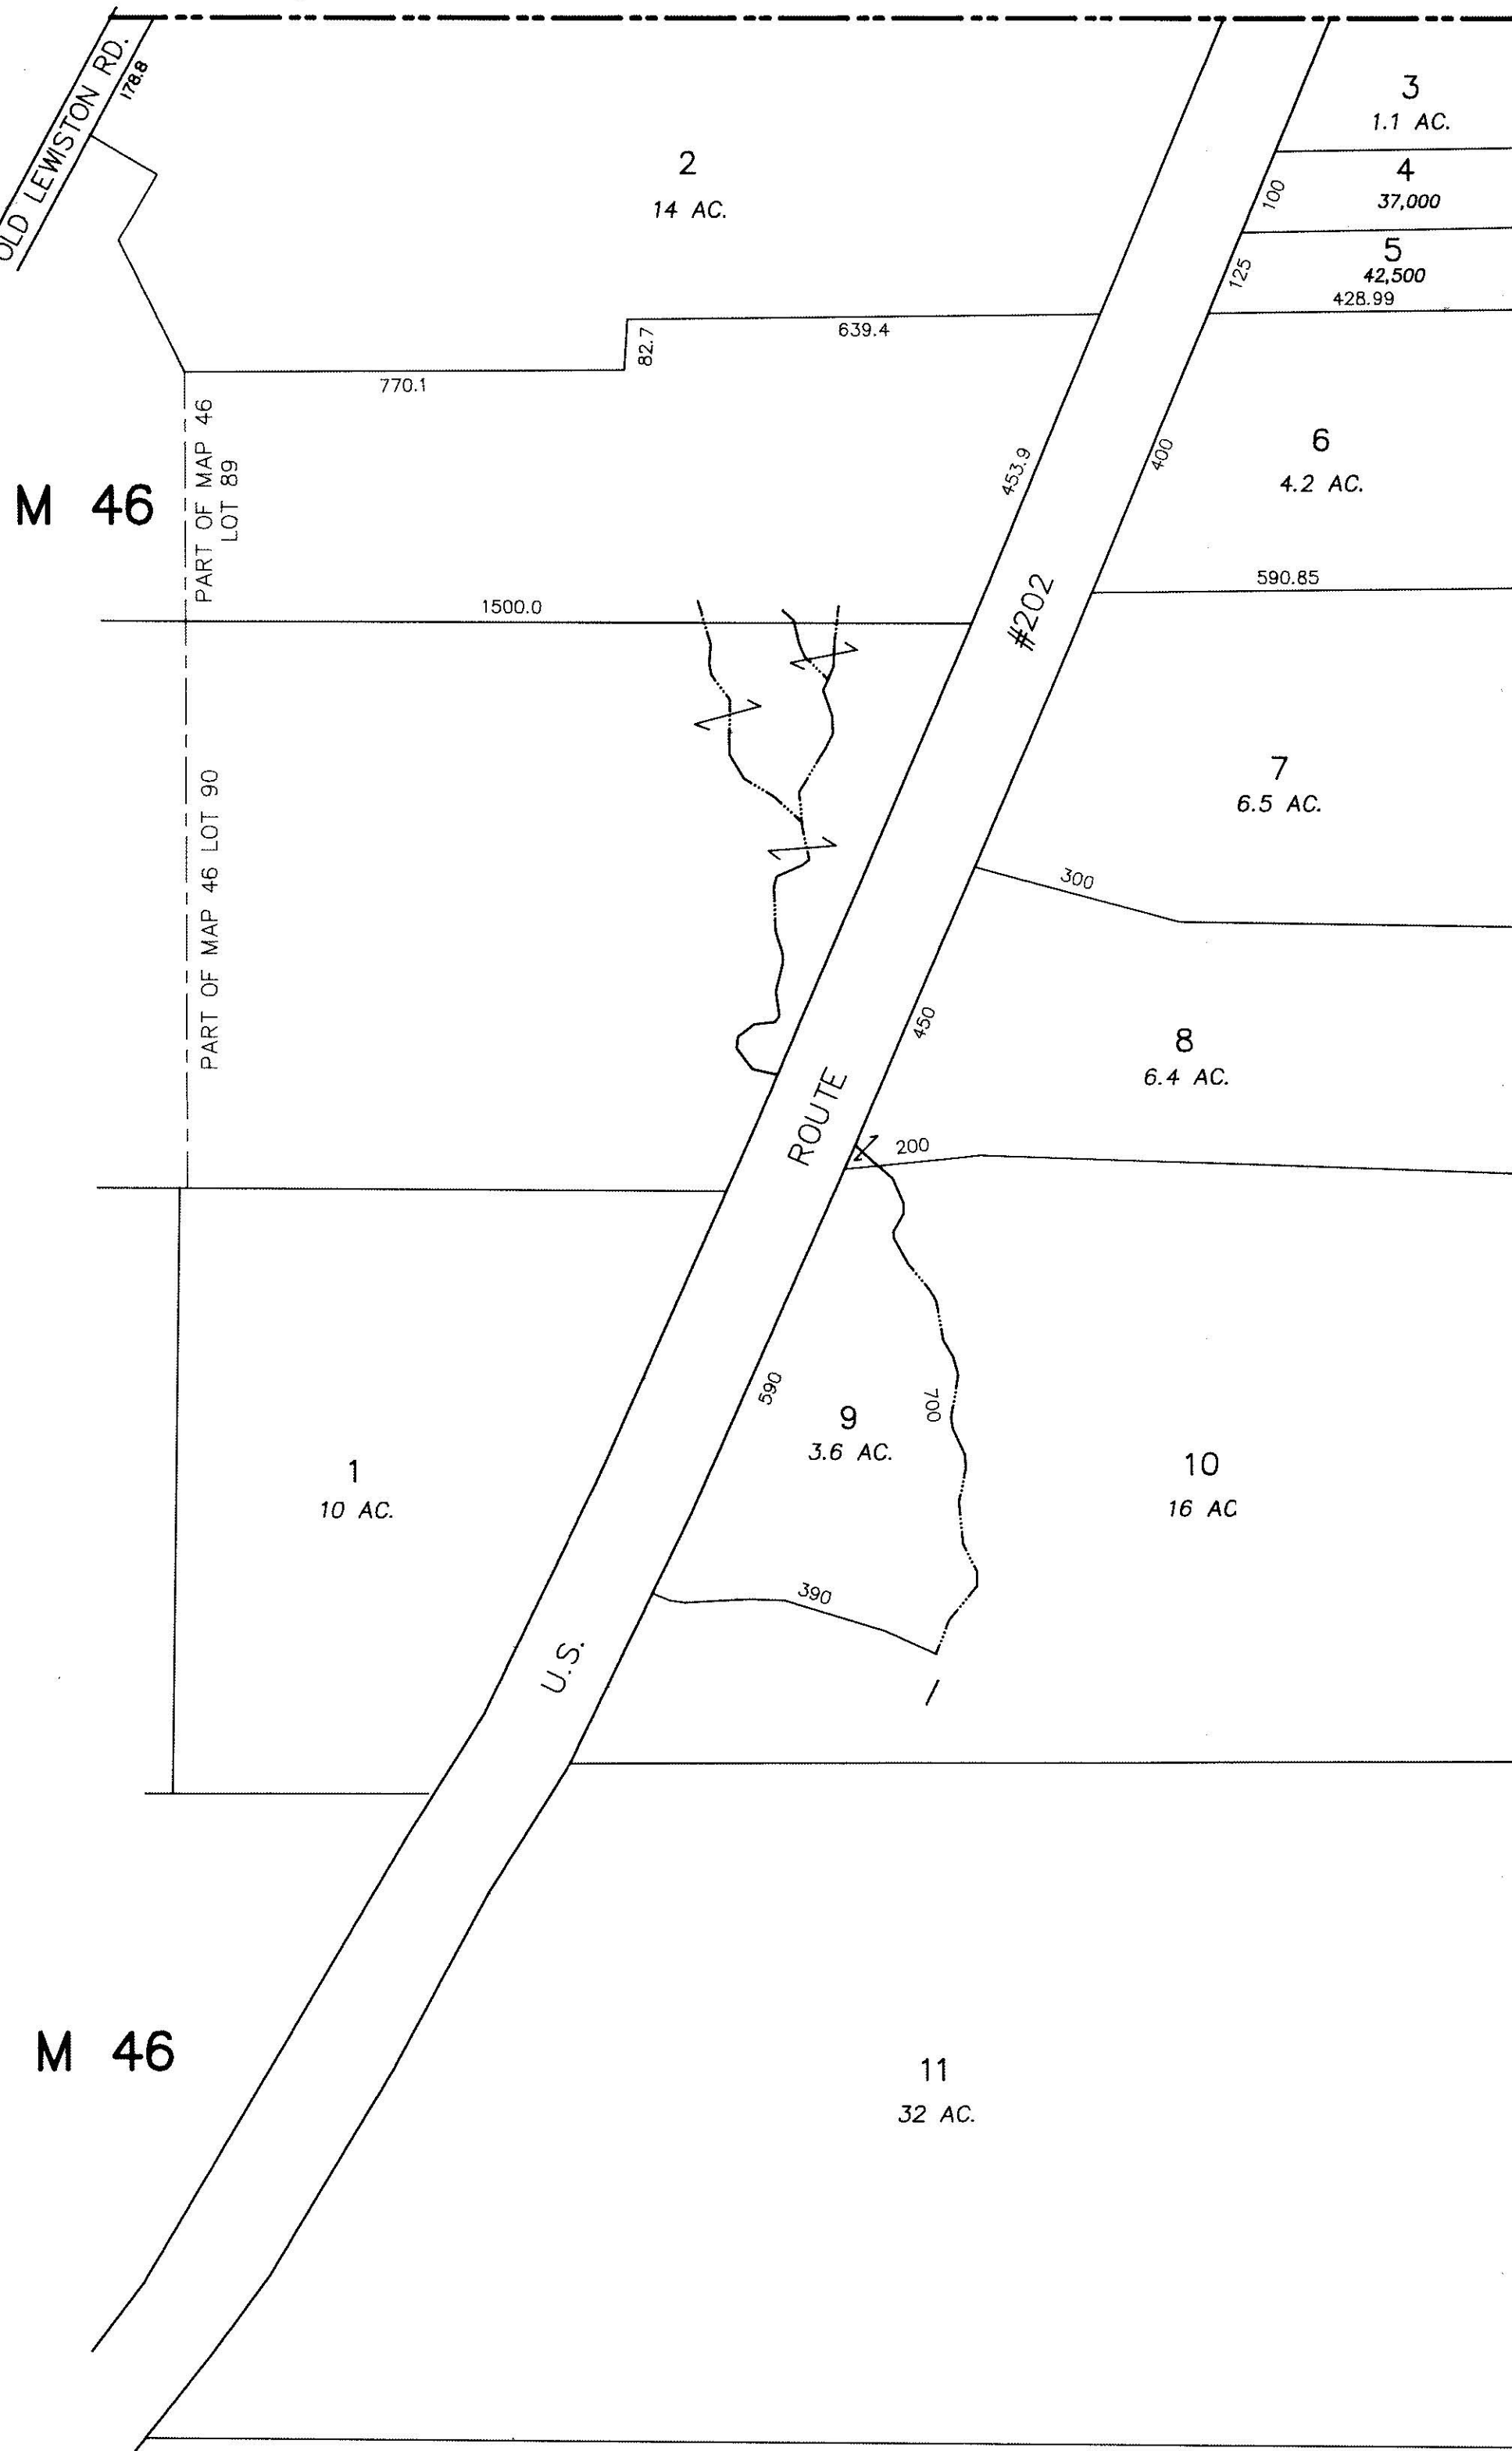 OLD LEWISTON RD.
178.8
3
1.1 AC.
2
14 AC.
4
37,000
100
5
42,500
428.99
125
639.4
82.7
770.1
PART OF MAP 46
LOT 89
M 46
453.9
400
6
4.2 AC.
590.85
1500.0
#202
7
6.5 AC.
PART OF MAP 46 LOT 90
300
450
8
6.4 AC.
ROUTE
200
590
9
3.6 AC.
700
10
16 AC
1
10 AC.
390
U.S.
M 46
11
32 AC.